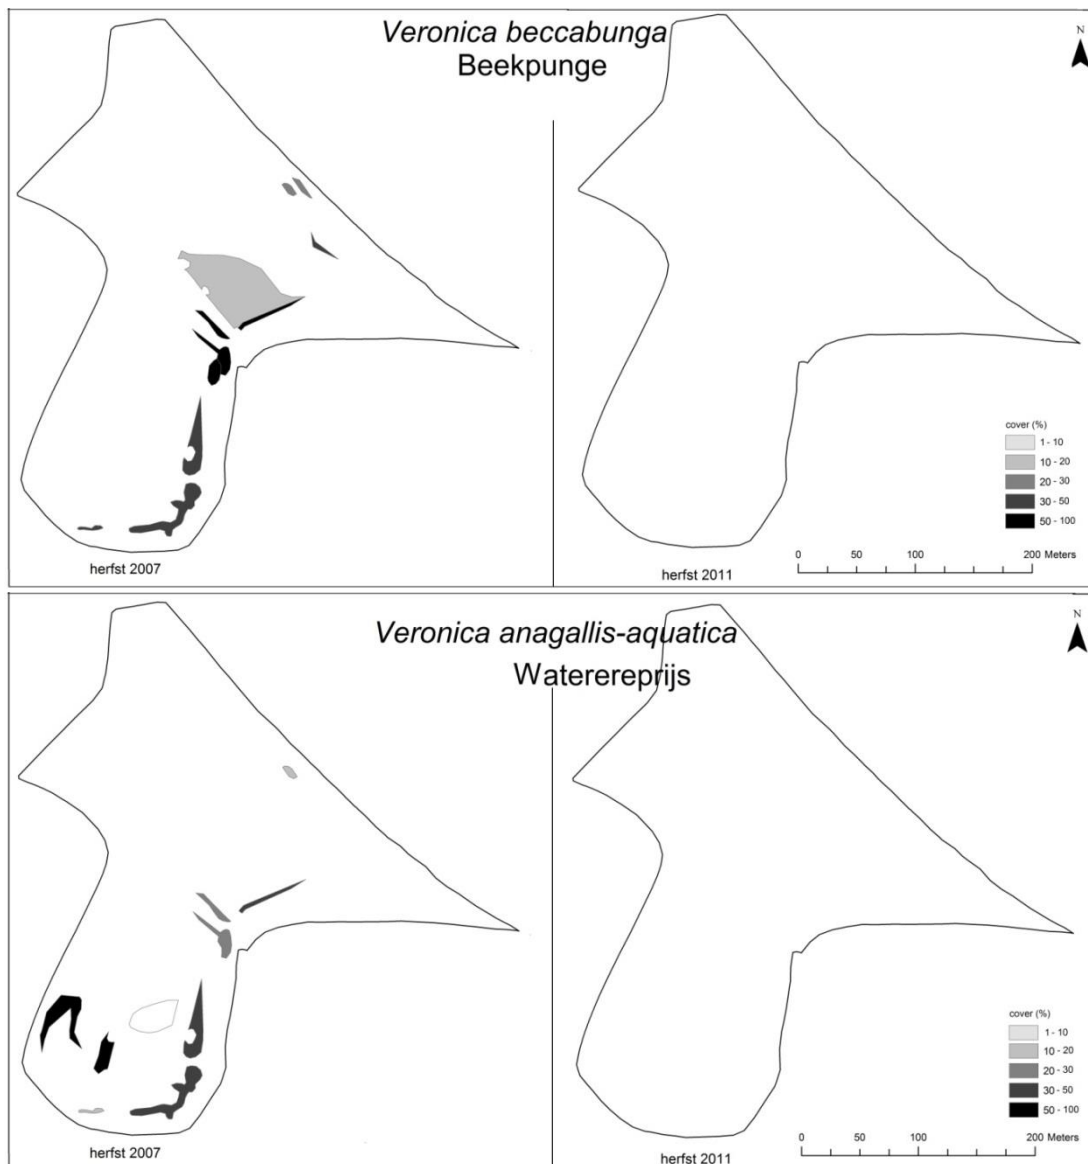 Veronica beccabunga
Beekpunge
N
cover (%)
1 - 10
10 - 20
20 - 30
30 - 50
50 - 100
0 50 100 200 Meters
herfst 2007
herfst 2011
Veronica anagallis-aquatica
Waterereprijs
N
cover (%)
1 - 10
10 - 20
20 - 30
30 - 50
50 - 100
0 50 100 200 Meters
herfst 2007
herfst 2011